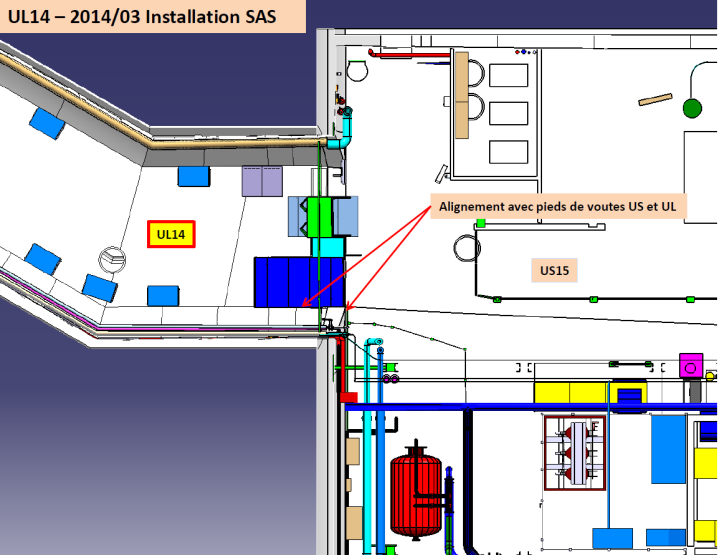 UL14 – 2014/03 Installation SAS
Alignement avec pieds de voutes US et UL
UL14
US15